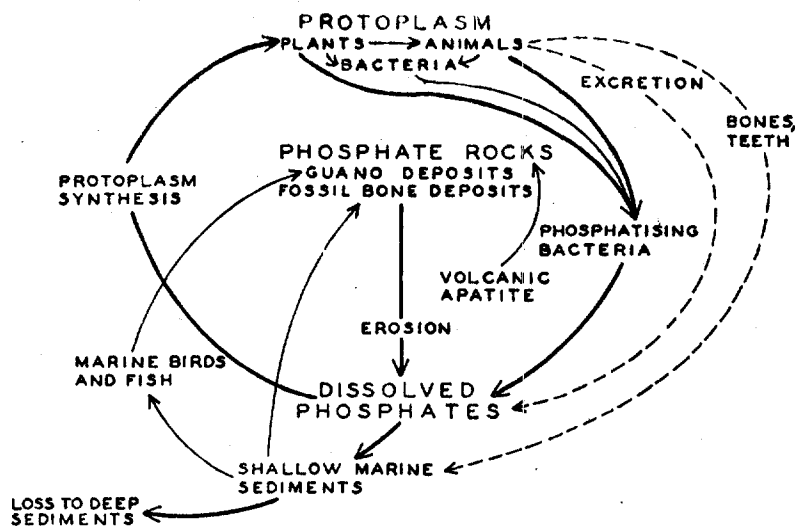 PROTOPLASM
PLANTS ANIMALS
BACTERIA
EXCRETION
BONES,
TEETH
PHOSPHATE ROCKS
GUANO DEPOSITS
FOSSIL BONE DEPOSITS
PROTOPLASM
SYNTHESIS
PHOSPHATISING
BACTERIA
VOLCANIC
APATITE
EROSION
MARINE BIRDS
AND FISH
DISSOLVED
PHOSPHATES
SHALLOW MARINE
SEDIMENTS
LOSS TO DEEP
SEDIMENTS